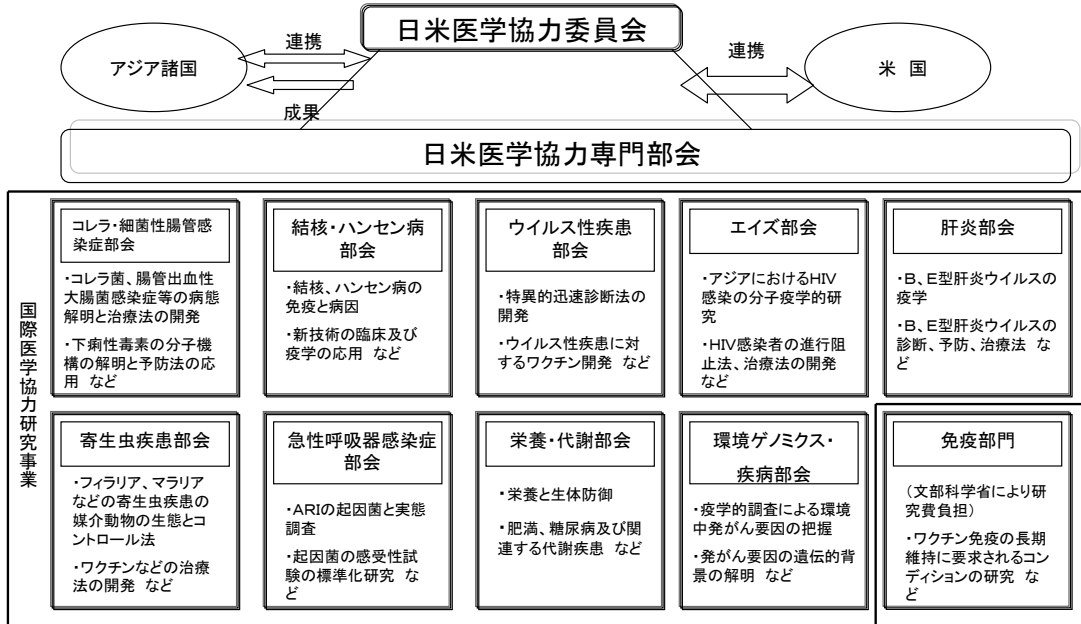 日米医学協力委員会
連携
アジア諸国
成果
連携
米 国
日米医学協力専門部会
国際医学協力研究事業
コレラ・細菌性腸管感
染症部会
・コレラ菌、腸管出血性
大腸菌感染症等の病態
解明と治療法の開発
・下痢性毒素の分子機
構の解明と予防法の応
用 など
結核・ハンセン病
部会
・結核、ハンセン病の
免疫と病因
・新技術の臨床及び
疫学の応用 など
ウイルス性疾患
部会
・特異的迅速診断法の
開発
・ウイルス性疾患に対
するワクチン開発 など
エイズ部会
・アジアにおけるHIV
感染の分子疫学的研
究
・HIV感染者の進行阻
止法、治療法の開発
など
肝炎部会
・B、E型肝炎ウイルスの
疫学
・B、E型肝炎ウイルスの
診断、予防、治療法 な
ど
寄生虫疾患部会
・フィラリア、マラリア
などの寄生虫疾患の
媒介動物の生態とコ
ントロール法
・ワクチンなどの治療
法の開発 など
急性呼吸器感染症
部会
・ARIの起因菌と実態
調査
・起因菌の感受性試
験の標準化研究 な
ど
栄養・代謝部会
・栄養と生体防御
・肥満、糖尿病及び関
連する代謝疾患 など
環境ゲノミクス・
疾病部会
・疫学的調査による環境
中発がん要因の把握
・発がん要因の遺伝的背
景の解明 など
免疫部門
（文部科学省により研
究費負担）
・ワクチン免疫の長期
維持に要求されるコン
ディションの研究 な
ど